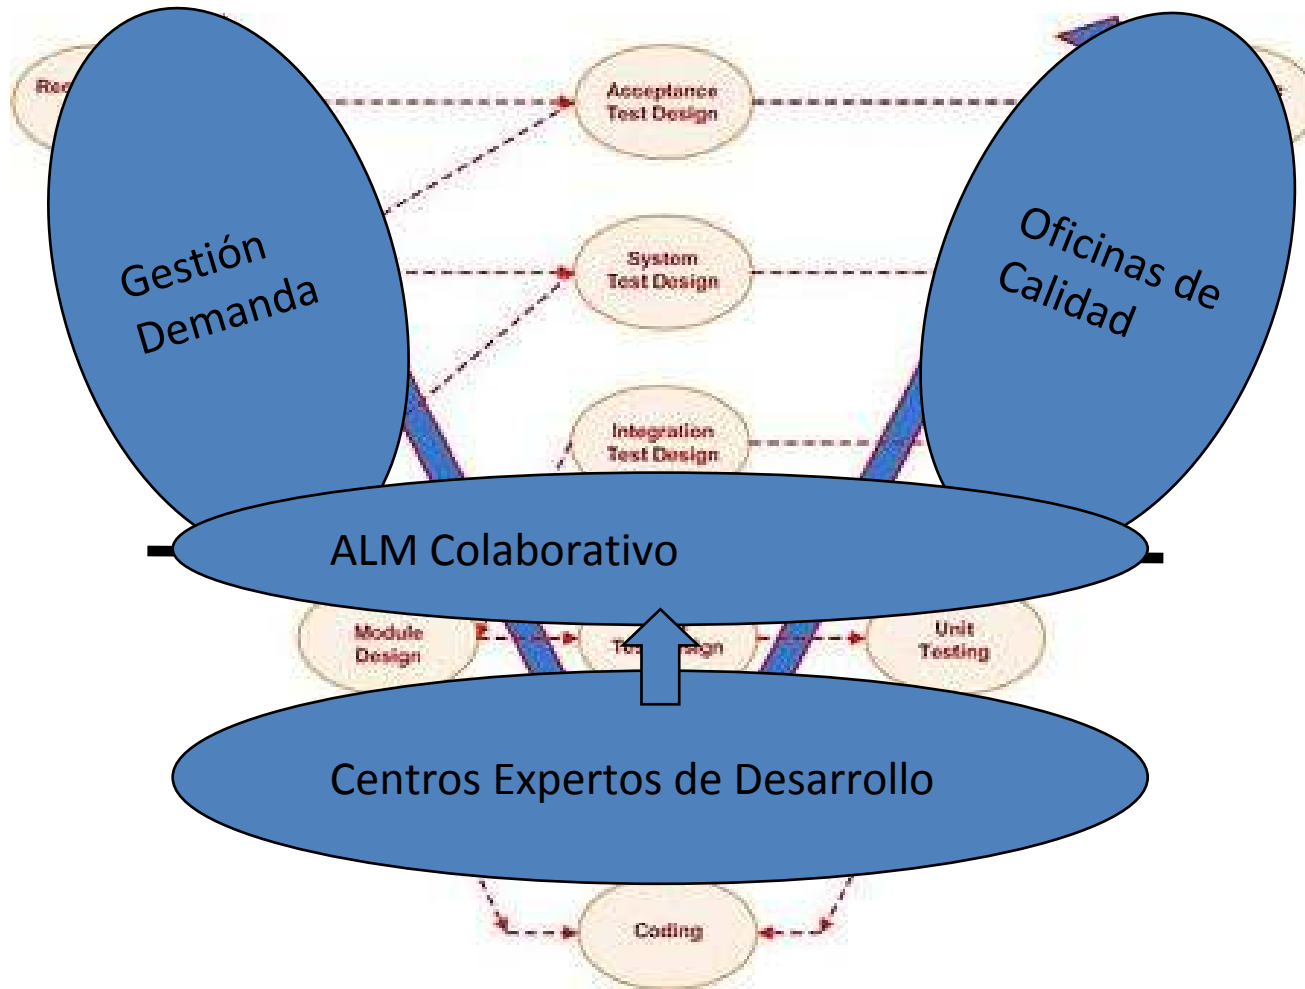 Acceptance
Test Design
Gestión
Demanda
Oficinas de
Calidad
System
Test Design
Integration
Test Design
ALM Colaborativo
Module
Design
Unit
Testing
Centros Expertos de Desarrollo
Coding